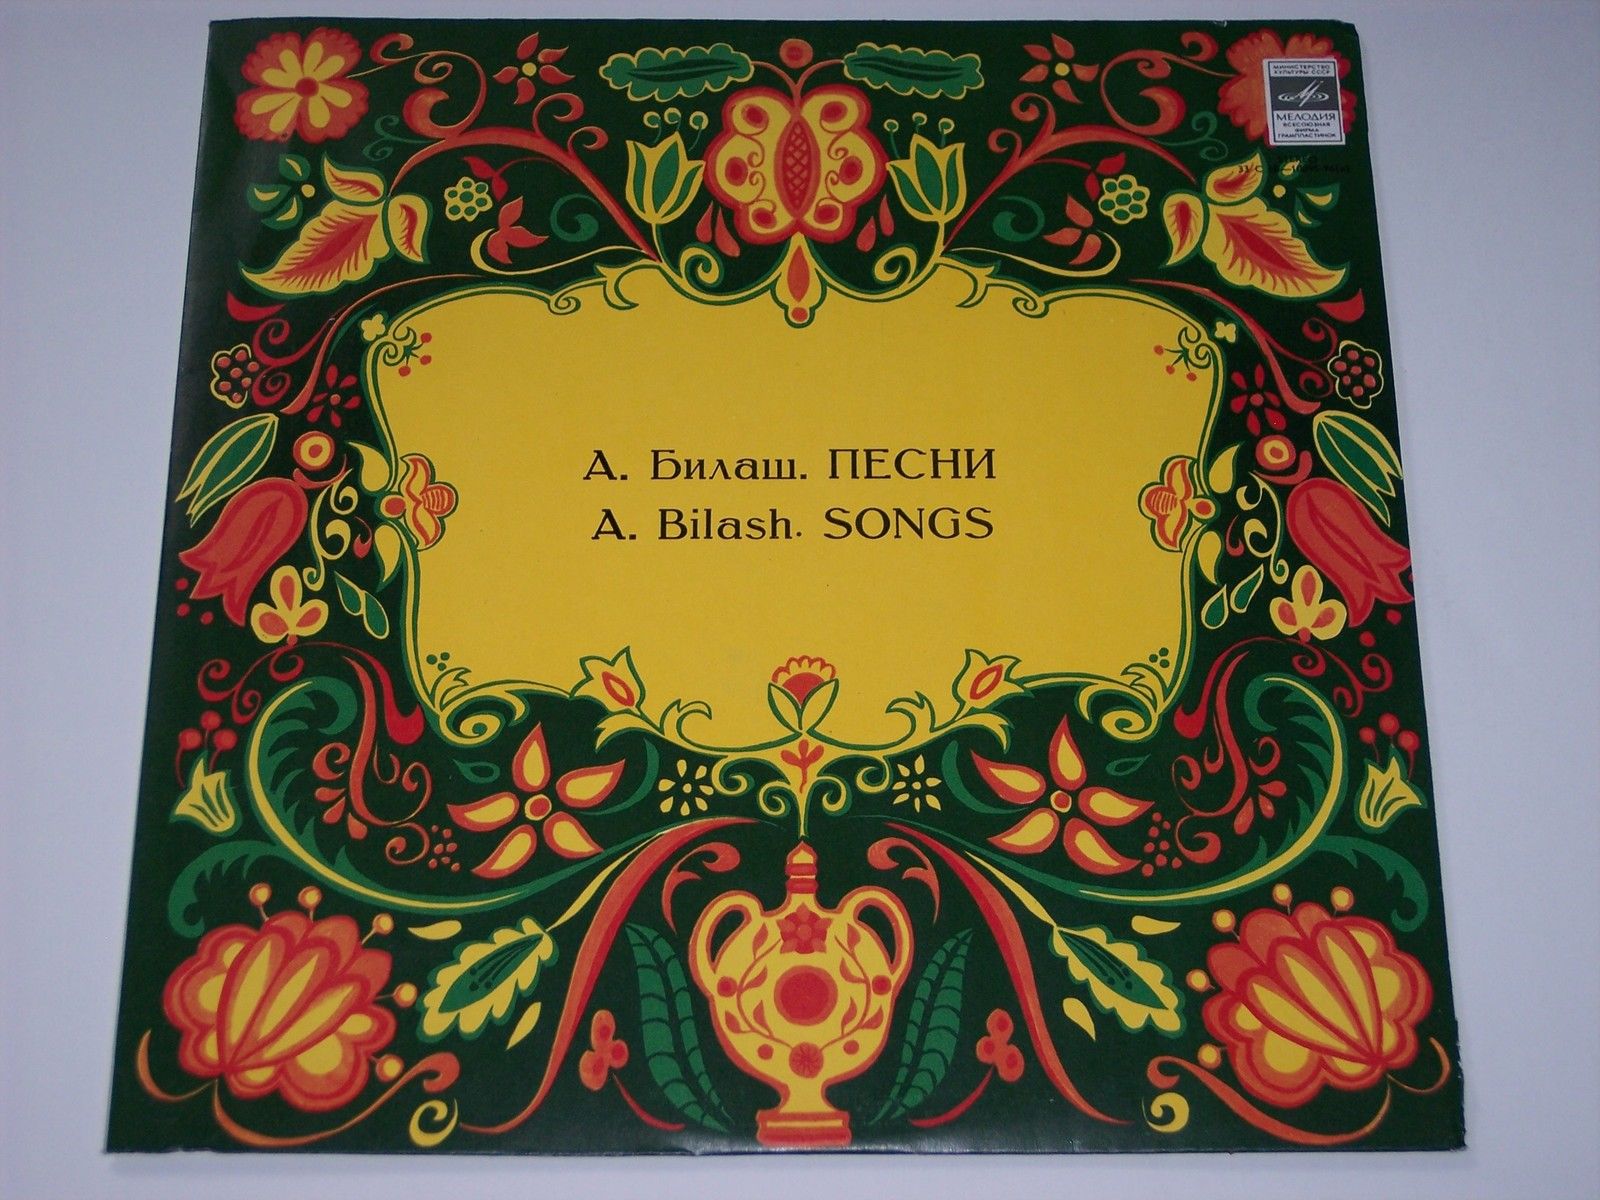 МИНИСТЕРСТВО
КУЛЬТУРЫ СССР
МЕЛОДИЯ
ВСЕСОЮЗНАЯ
ФИРМА
ГРАМПЛАСТИНОК
А. Билаш. ПЕСНИ
A. Bilash. SONGS